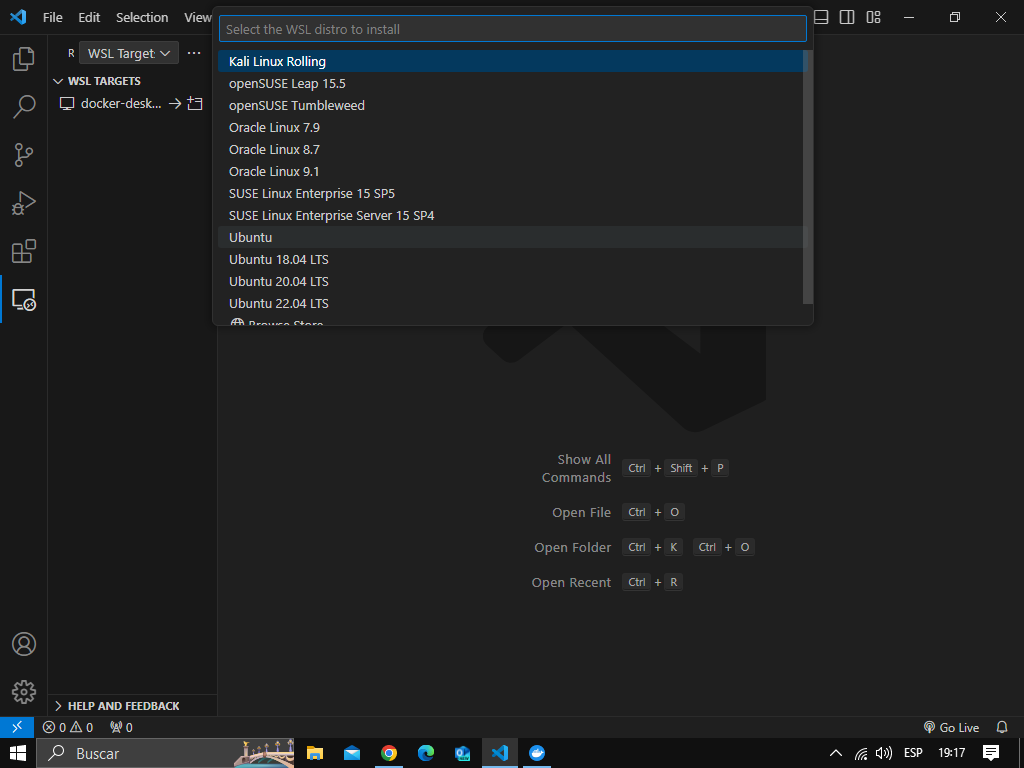 File Edit Selection View
Select the WSL distro to install
R WSL Target:
WSL TARGETS
docker-desk...
Kali Linux Rolling
openSUSE Leap 15.5
openSUSE Tumbleweed
Oracle Linux 7.9
Oracle Linux 8.7
Oracle Linux 9.1
SUSE Linux Enterprise 15 SP5
SUSE Linux Enterprise Server 15 SP4
Ubuntu
Ubuntu 18.04 LTS
Ubuntu 20.04 LTS
Ubuntu 22.04 LTS
Browse Store
Show All Commands Ctrl + Shift + P
Open File Ctrl + O
Open Folder Ctrl + K Ctrl + O
Open Recent Ctrl + R
HELP AND FEEDBACK
0 0 0 Go Live
Buscar ESP 19:17